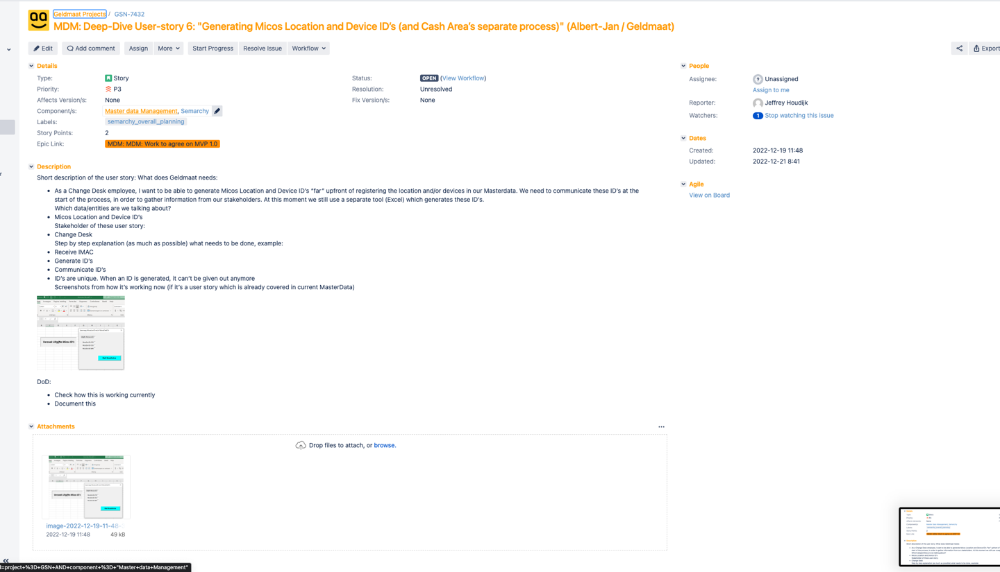 Geldmaat Projects / GSN-7432
MDM: Deep-Dive User-story 6: "Generating Micos Location and Device ID's (and Cash Area's separate process)" (Albert-Jan / Geldmaat)
Edit Add comment Assign More Start Progress Resolve Issue Workflow Export
Details
Type: Story
Priority: P3
Affects Version/s: None
Component/s: Master data Management, Semarchy
Labels: semarchy_overall_planning
Story Points: 2
Epic Link: MDM: MDM: Work to agree on MVP 1.0
Status: OPEN (View Workflow)
Resolution: Unresolved
Fix Version/s: None
People
Assignee: ? Unassigned
Assign to me
Reporter: Jeffrey Houdijk
Watchers: 1 Stop watching this issue
Dates
Created: 2022-12-19 11:48
Updated: 2022-12-21 8:41
Agile
View on Board
Description
Short description of the user story: What does Geldmaat needs:
• As a Change Desk employee, I want to be able to generate Micos Location and Device ID's “far” upfront of registering the location and/or devices in our Masterdata. We need to communicate these ID's at the
start of the process, in order to gather information from our stakeholders. At this moment we still use a separate tool (Excel) which generates these ID's.
Which data/entities are we talking about?
• Micos Location and Device ID's
Stakeholder of these user story:
• Change Desk
Step by step explanation (as much as possible) what needs to be done, example:
• Receive IMAC
• Generate ID's
• Communicate ID's
• ID's are unique. When an ID is generated, it can't be given out anymore
Screenshots from how it's working now (if it's a user story which is already covered in current MasterData)
DoD:
• Check how this is working currently
• Document this
Attachments
Drop files to attach, or browse.
image-2022-12-19-11-48-
2022-12-19 11:48 49 kB
=project+%3D+GSN+AND+component+%3D+"Master+data+Management"